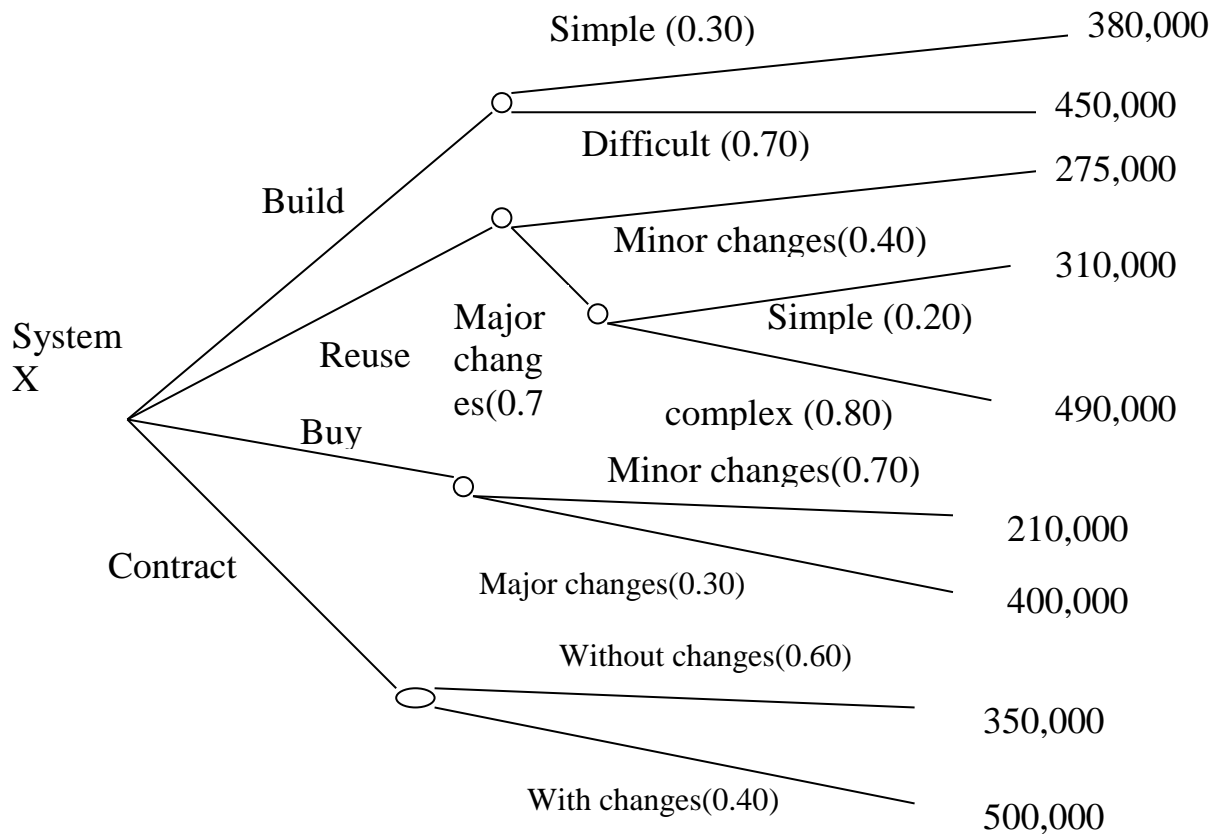 Simple (0.30)
380,000
450,000
Difficult (0.70)
275,000
Build
Minor changes(0.40)
310,000
System
X
Reuse
Major
chang
es(0.7
Simple (0.20)
complex (0.80)
490,000
Buy
Minor changes(0.70)
210,000
Contract
Major changes(0.30)
400,000
Without changes(0.60)
350,000
With changes(0.40)
500,000